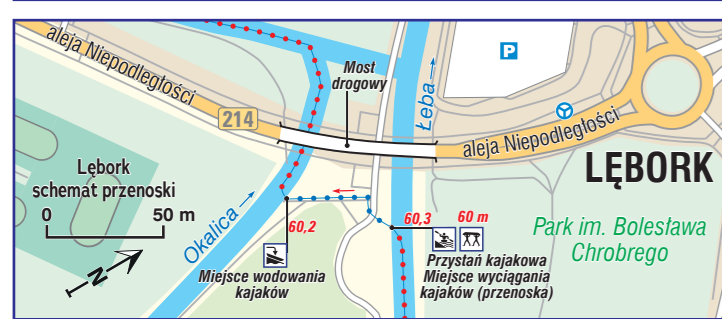 aleja Niepodległości
214
Most
drogowy
Łeba
P
aleja Niepodległości
LĘBORK
Lębork
schemat przenoski
0 50 m
N
Okalica
60,2
Miejsce wodowania
kajaków
60,3 60 m
Przystań kajakowa
Miejsce wyciągania
kajaków (przenoska)
Park im. Bolesława
Chrobrego